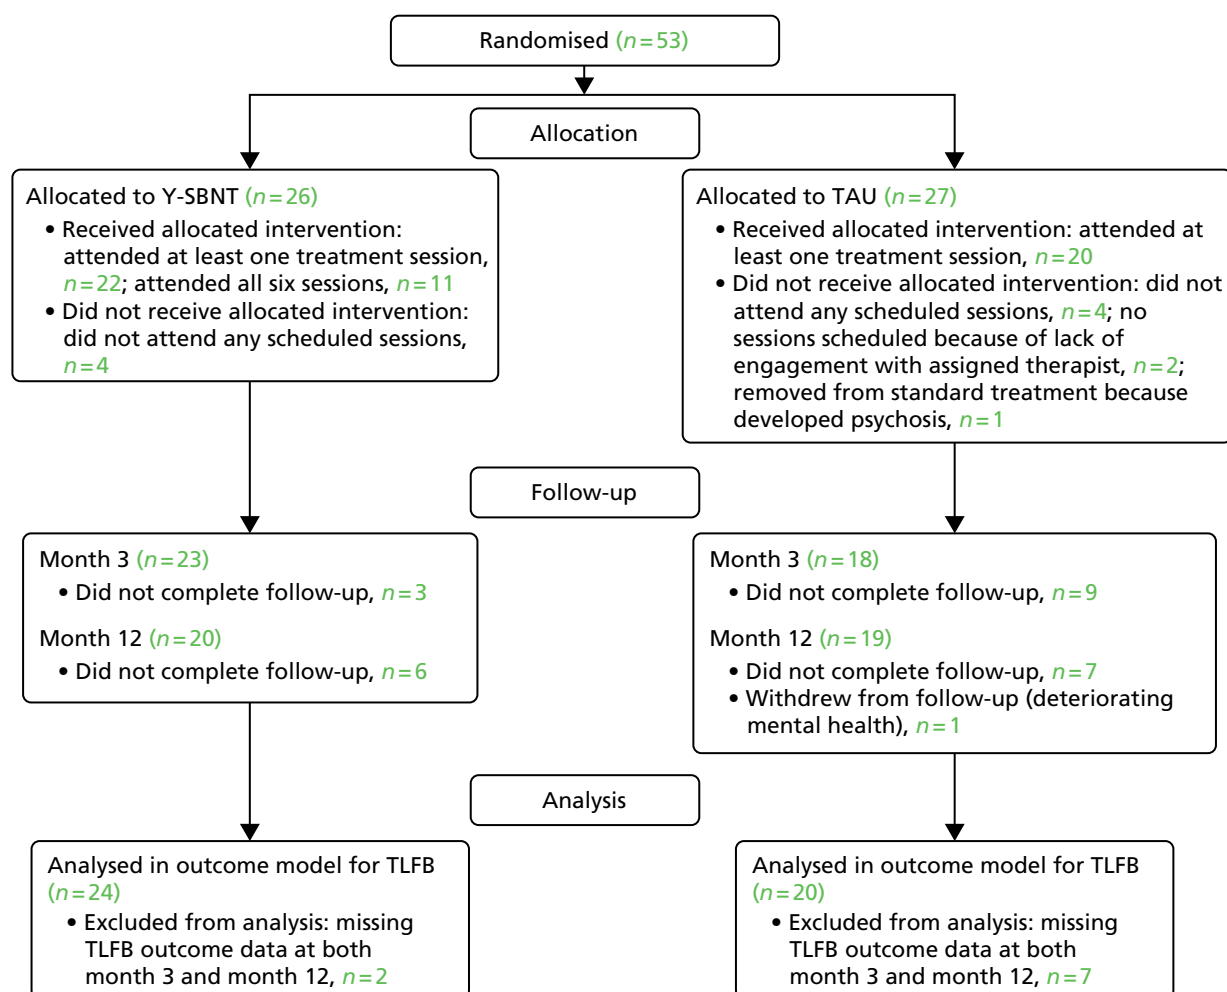 Randomised (n=53)
Allocation
Allocated to Y-SBNT (n=26)
• Received allocated intervention:
attended at least one treatment session,
n=22; attended all six sessions, n=11
• Did not receive allocated intervention:
did not attend any scheduled sessions,
n=4
Allocated to TAU (n=27)
• Received allocated intervention: attended at
least one treatment session, n=20
• Did not receive allocated intervention: did not
attend any scheduled sessions, n=4; no
sessions scheduled because of lack of
engagement with assigned therapist, n=2;
removed from standard treatment because
developed psychosis, n=1
Follow-up
Month 3 (n=23)
• Did not complete follow-up, n=3
Month 12 (n=20)
• Did not complete follow-up, n=6
Month 3 (n=18)
• Did not complete follow-up, n=9
Month 12 (n=19)
• Did not complete follow-up, n=7
• Withdrew from follow-up (deteriorating
mental health), n=1
Analysis
Analysed in outcome model for TLFB
(n=24)
• Excluded from analysis: missing
TLFB outcome data at both
month 3 and month 12, n=2
Analysed in outcome model for TLFB
(n=20)
• Excluded from analysis: missing
TLFB outcome data at both
month 3 and month 12, n=7